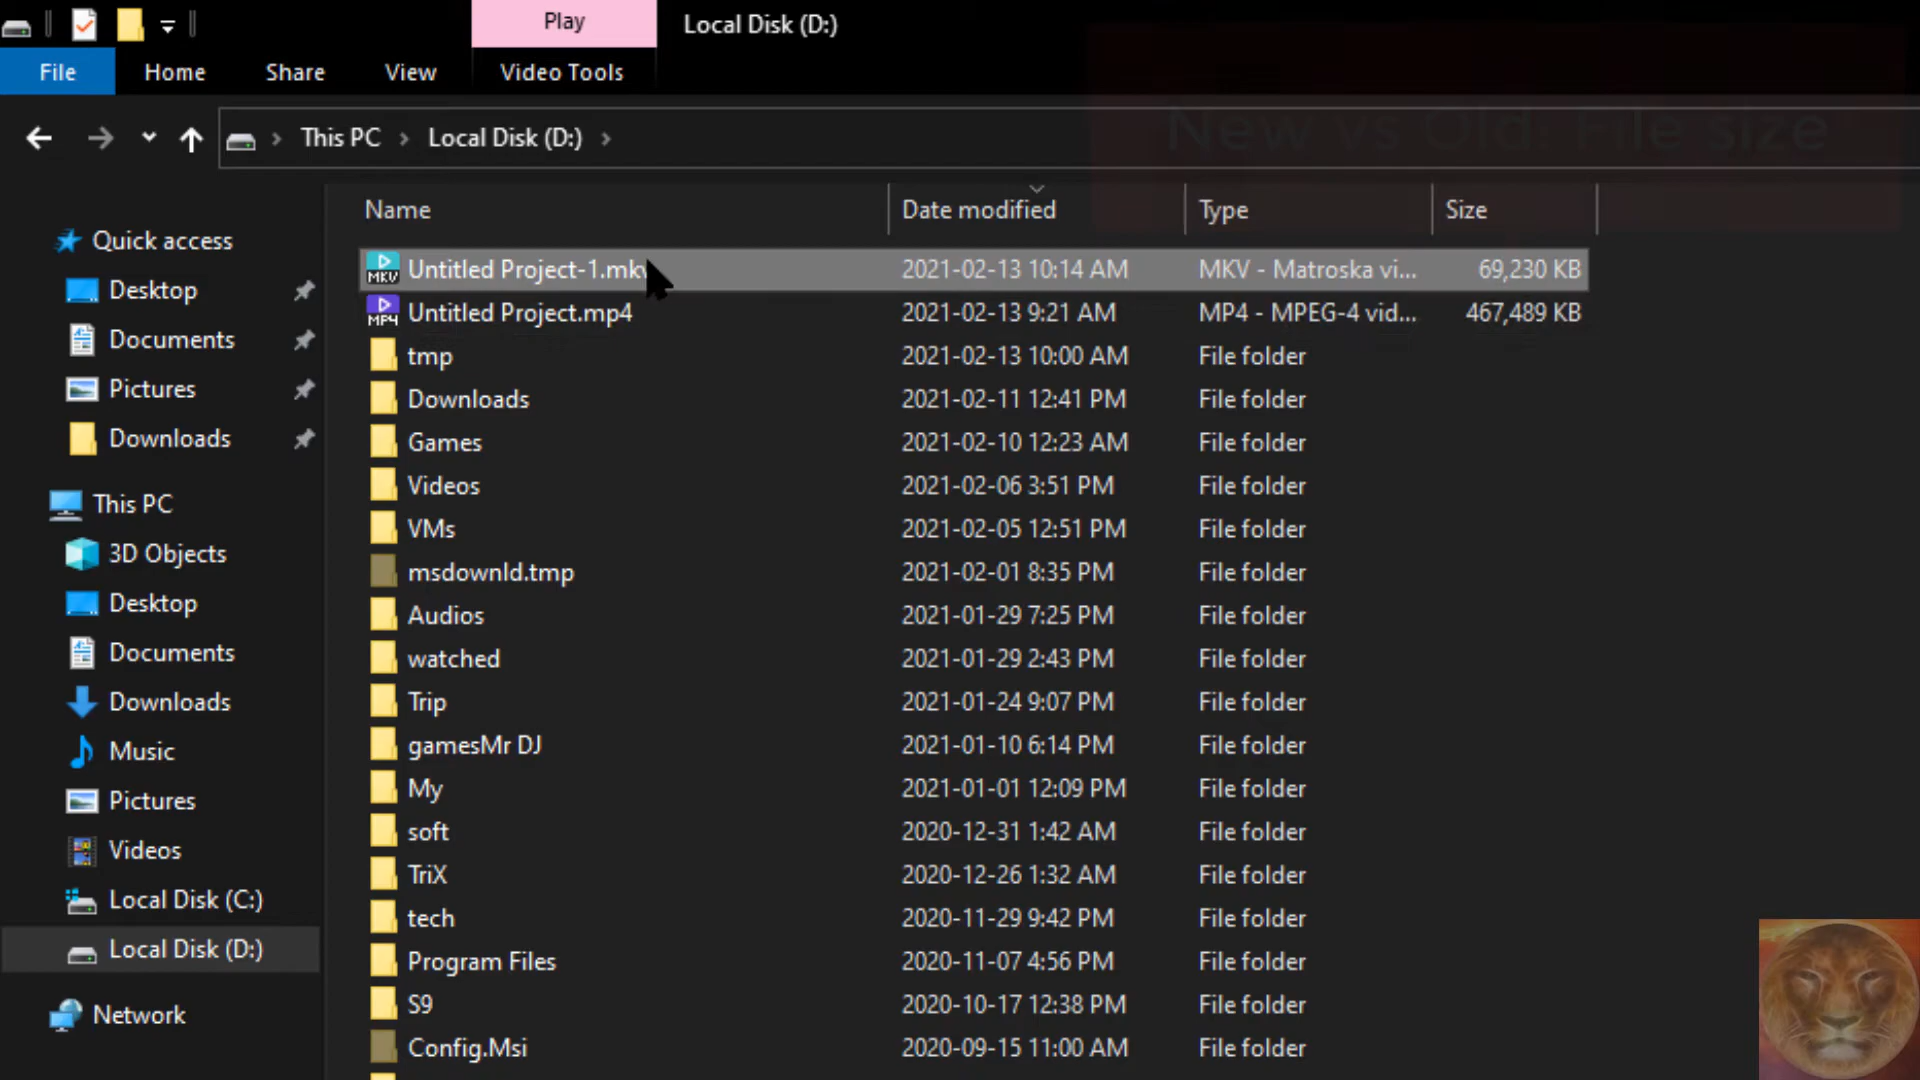 Play
Local Disk (D:)
File
Home
Share
View
Video Tools
This PC
Local Disk (D:)
New vs Old: File size
Name
Date modified
Type
Size
Quick access
Desktop
Documents
Pictures
Downloads
This PC
3D Objects
Desktop
Documents
Downloads
Music
Pictures
Videos
Local Disk (C:)
Local Disk (D:)
Network
MKV Untitled Project-1.mkv 2021-02-13 10:14 AM MKV - Matroska vi... 69,230 KB
MP4 Untitled Project.mp4 2021-02-13 9:21 AM MP4 - MPEG-4 vid... 467,489 KB
tmp 2021-02-13 10:00 AM File folder
Downloads 2021-02-11 12:41 PM File folder
Games 2021-02-10 12:23 AM File folder
Videos 2021-02-06 3:51 PM File folder
VMs 2021-02-05 12:51 PM File folder
msdownld.tmp 2021-02-01 8:35 PM File folder
Audios 2021-01-29 7:25 PM File folder
watched 2021-01-29 2:43 PM File folder
Trip 2021-01-24 9:07 PM File folder
gamesMr DJ 2021-01-10 6:14 PM File folder
My 2021-01-01 12:09 PM File folder
soft 2020-12-31 1:42 AM File folder
TriX 2020-12-26 1:32 AM File folder
tech 2020-11-29 9:42 PM File folder
Program Files 2020-11-07 4:56 PM File folder
S9 2020-10-17 12:38 PM File folder
Config.Msi 2020-09-15 11:00 AM File folder